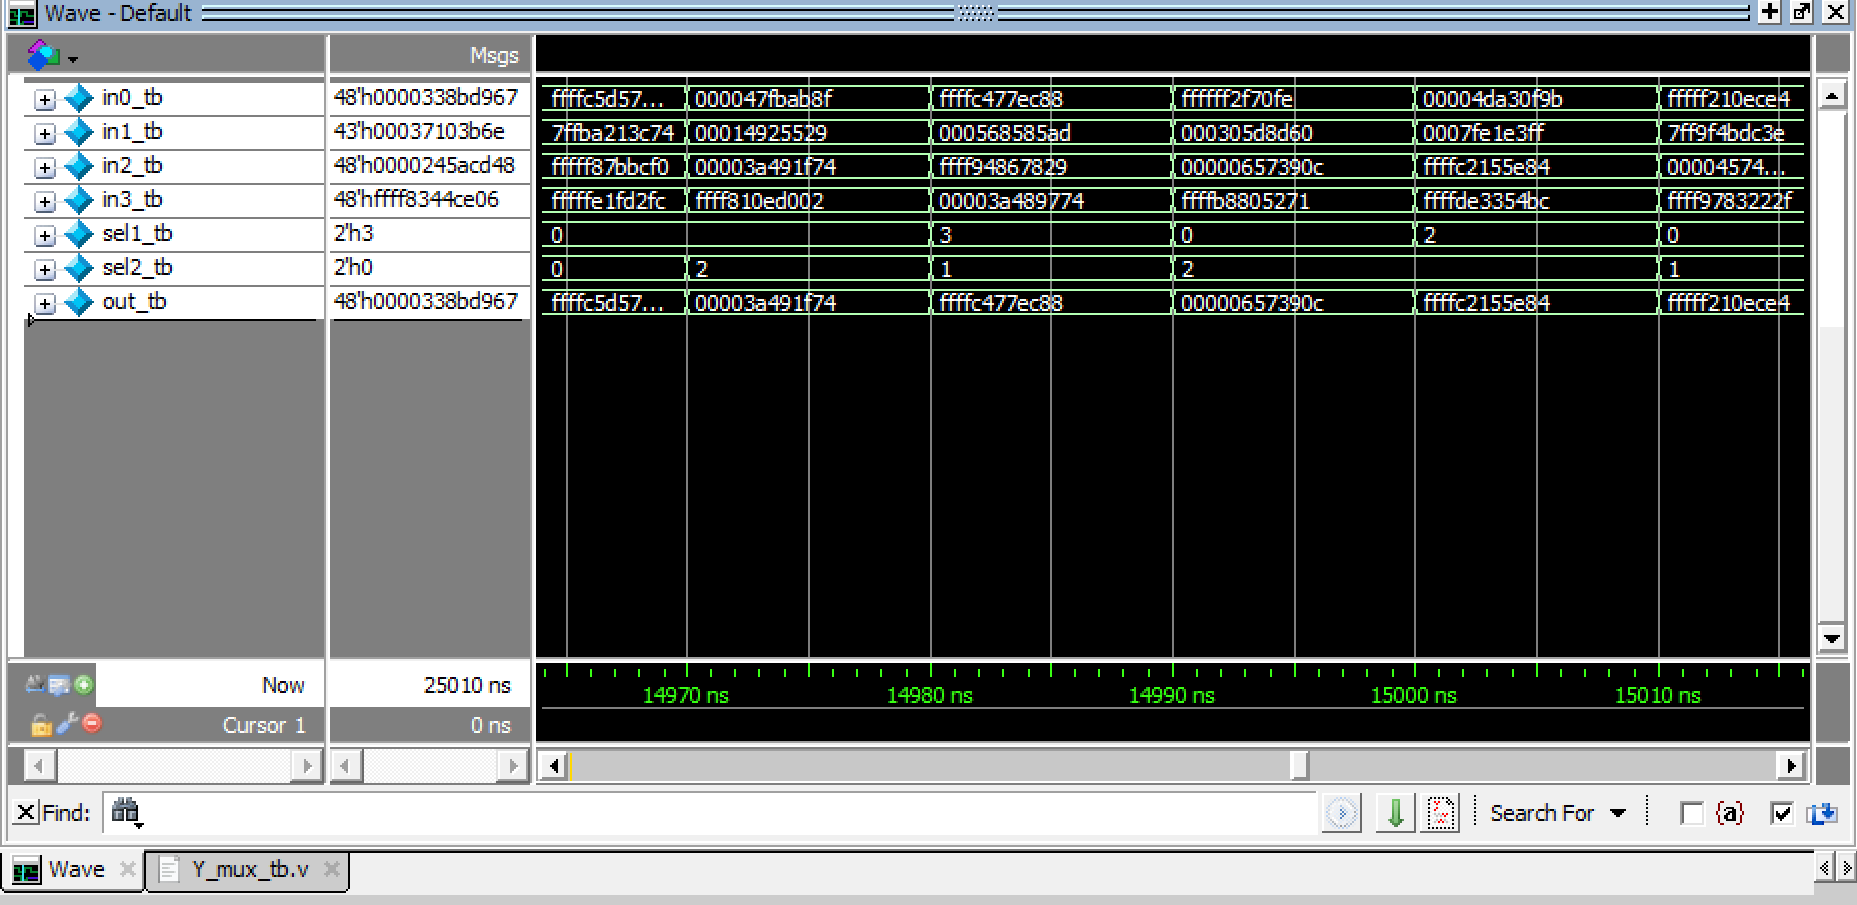 Wave - Default
Msgs
in0_tb 48'h0000338bd967 ffffc5d57... 000047fbab8f ffffc477ec88 ffffff2f70fe 00004da30f9b fffff210ece4
in1_tb 43'h00037103b6e 7ffba213c74 00014925529 000568585ad 000305d8d60 0007fe1e3ff 7ff9f4bdc3e
in2_tb 48'h0000245acd48 fffff87bbcf0 00003a491f74 ffff94867829 00000657390c ffffc2155e84 00004574...
in3_tb 48'hffff8344ce06 fffffe1fd2fc ffff810ed002 00003a489774 ffffb8805271 ffffde3354bc ffff9783222f
sel1_tb 2'h3 0 3 0 2 0
sel2_tb 2'h0 0 2 1 2 1
out_tb 48'h0000338bd967 ffffc5d57... 00003a491f74 ffffc477ec88 00000657390c ffffc2155e84 fffff210ece4
Now 25010 ns 14970 ns 14980 ns 14990 ns 15000 ns 15010 ns
Cursor 1 0 ns
Find: Search For {a}
Wave Y_mux_tb.v